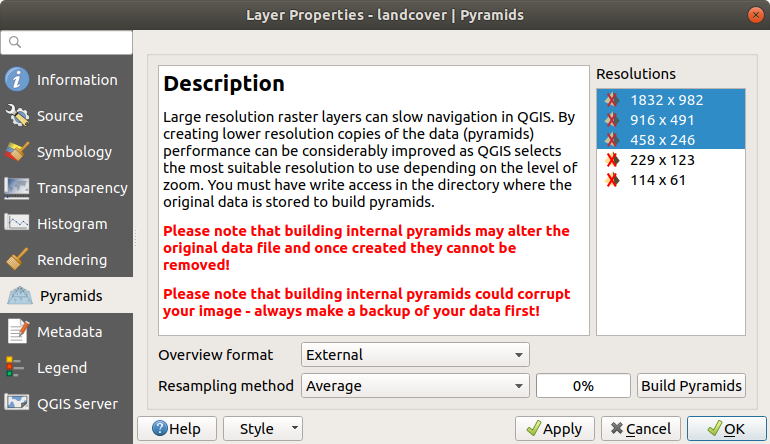 Layer Properties - landcover | Pyramids
Information
Source
Symbology
Transparency
Histogram
Rendering
Pyramids
Metadata
Legend
QGIS Server
Description
Large resolution raster layers can slow navigation in QGIS. By
creating lower resolution copies of the data (pyramids)
performance can be considerably improved as QGIS selects
the most suitable resolution to use depending on the level of
zoom. You must have write access in the directory where the
original data is stored to build pyramids.
Please note that building internal pyramids may alter the
original data file and once created they cannot be
removed!
Please note that building internal pyramids could corrupt
your image - always make a backup of your data first!
Resolutions
1832 x 982
916 x 491
458 x 246
229 x 123
114 x 61
Overview format External
Resampling method Average 0% Build Pyramids
Help Style Apply Cancel OK